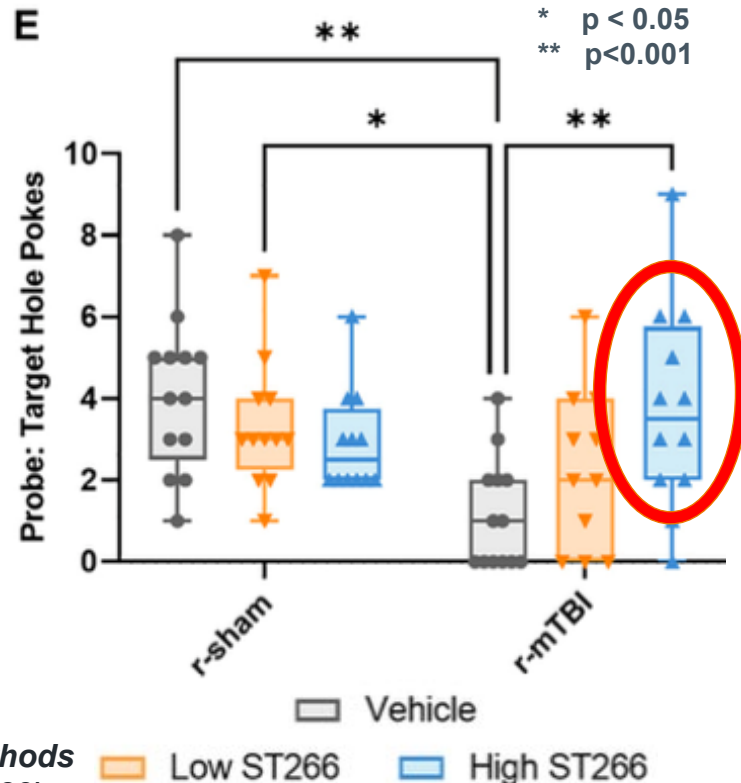 E
* p < 0.05
** p<0.001
**
* **
10
8
6
4
2
0
Probe: Target Hole Pokes
r-sham
r-mTBI
Vehicle
hods
Low ST266 High ST266